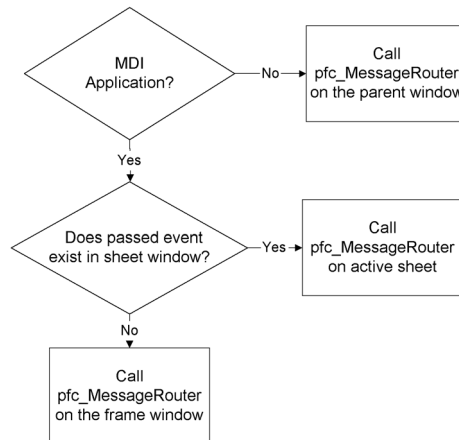 MDI
Application?
No
Call
pfc_MessageRouter
on the parent window
Yes
Does passed event
exist in sheet window?
Yes
Call
pfc_MessageRouter
on active sheet
No
Call
pfc_MessageRouter
on the frame window